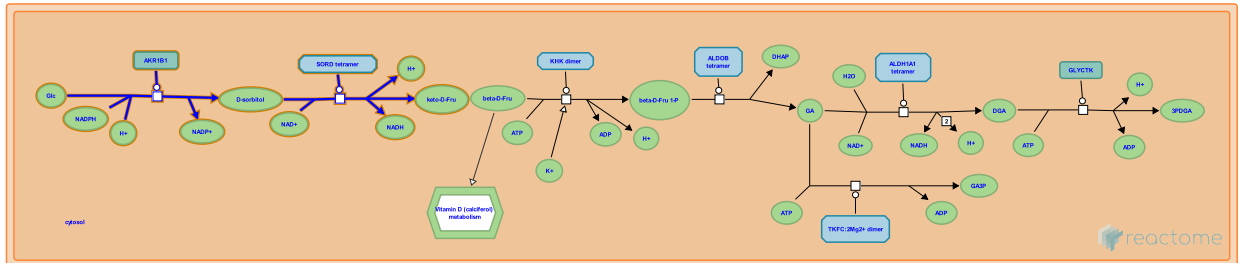 AKR1B1
SORD tetramer
KHK dimer
ALDOB
tetramer
DHAP
ALDH1A1
tetramer
GLYCTK
H+
H2O
H+
Glc
D-sorbitol
keto-D-Fru
beta-D-Fru
beta-D-Fru 1-P
GA
DGA
3PDGA
NADPH
H+
NADP+
NAD+
NADH
ATP
ADP
H+
K+
NAD+
NADH
2
H+
ATP
ADP
GA3P
ATP
ADP
TKFC:2Mg2+ dimer
Vitamin D (calciferol)
metabolism
cytosol
reactome